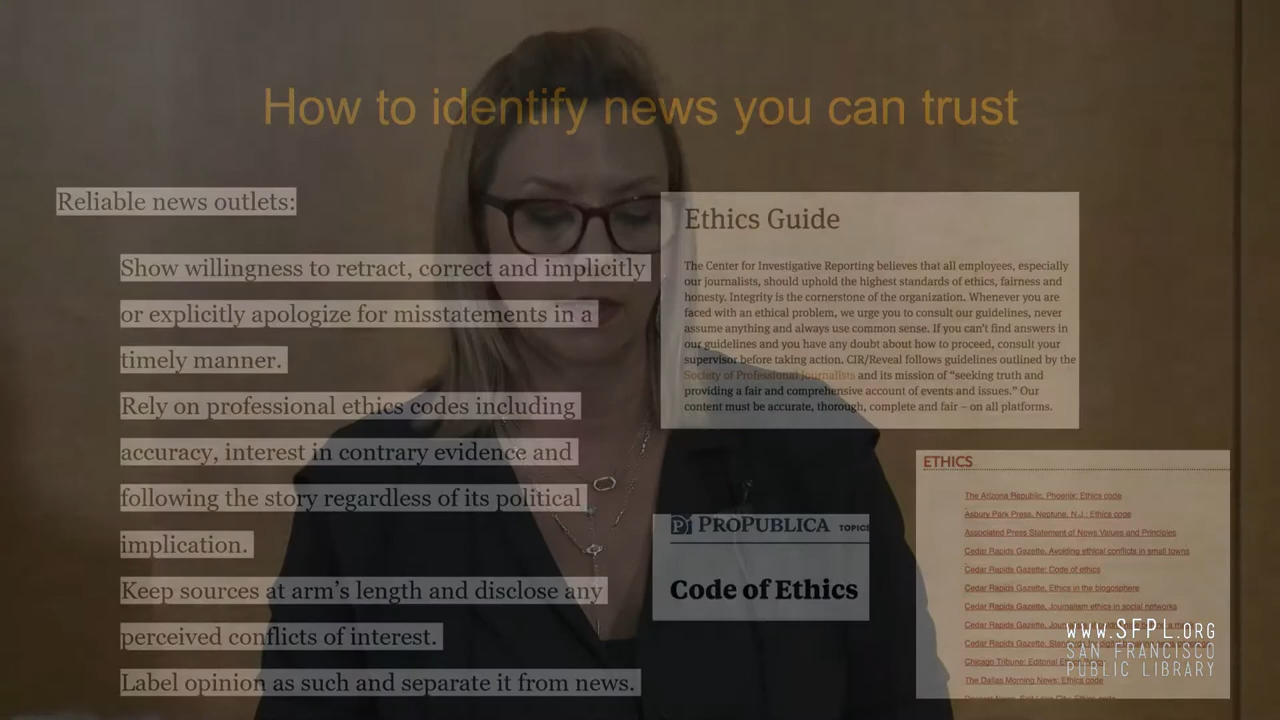 How to identify news you can trust
Reliable news outlets:
Show willingness to retract, correct and implicitly
or explicitly apologize for misstatements in a
timely manner.
Rely on professional ethics codes including
accuracy, interest in contrary evidence and
following the story regardless of its political
implication.
Keep sources at arm’s length and disclose any
perceived conflicts of interest.
Label opinion as such and separate it from news.
Ethics Guide
The Center for Investigative Reporting believes that all employees, especially
our journalists, should uphold the highest standards of ethics, fairness and
honesty. Integrity is the cornerstone of the organization. Whenever you are
faced with an ethical problem, we urge you to consult our guidelines, never
assume anything and always use common sense. If you can’t find answers in
our guidelines and you have any doubt about how to proceed, consult your
supervisor before taking action. CIR/Reveal follows guidelines outlined by the
Society of Professional Journalists and its mission of “seeking truth and
providing a fair and comprehensive account of events and issues.” Our
content must be accurate, thorough, complete and fair – on all platforms.
PROPUBLICA TOPICS
Code of Ethics
ETHICS
The Arizona Republic, Phoenix: Ethics code
Asbury Park Press, Neptune, N.J.: Ethics code
Associated Press Statement of News Values and Principles
Cedar Rapids Gazette, Avoiding ethical conflicts in small towns
Cedar Rapids Gazette: Code of ethics
Cedar Rapids Gazette, Ethics in the blogosphere
Cedar Rapids Gazette, Journalism ethics in social networks
Cedar Rapids Gazette,
Cedar Rapids Gazette,
Chicago Tribune: Editorial
The Dallas Morning News: Ethics code
WWW.SFPL.ORG
SAN FRANCISCO
PUBLIC LIBRARY